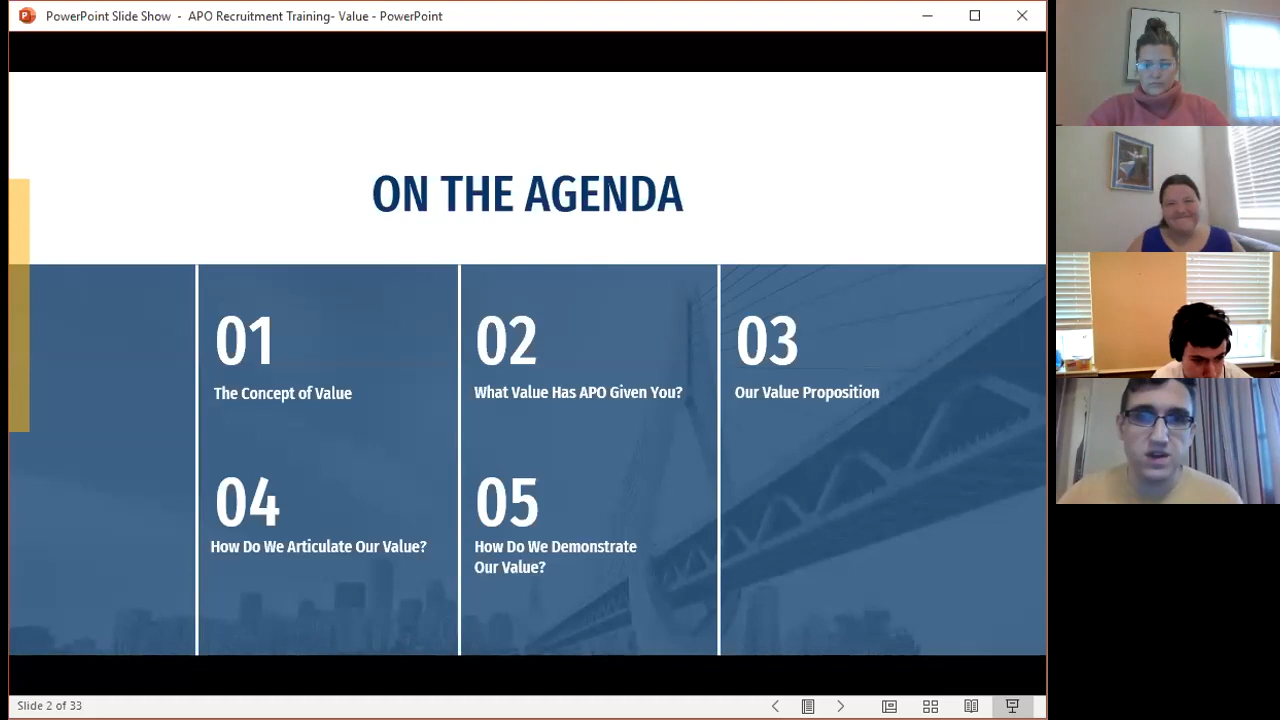 PowerPoint Slide Show - APO Recruitment Training- Value - PowerPoint
ON THE AGENDA
01
The Concept of Value
02
What Value Has APO Given You?
03
Our Value Proposition
04
How Do We Articulate Our Value?
05
How Do We Demonstrate
Our Value?
Slide 2 of 33